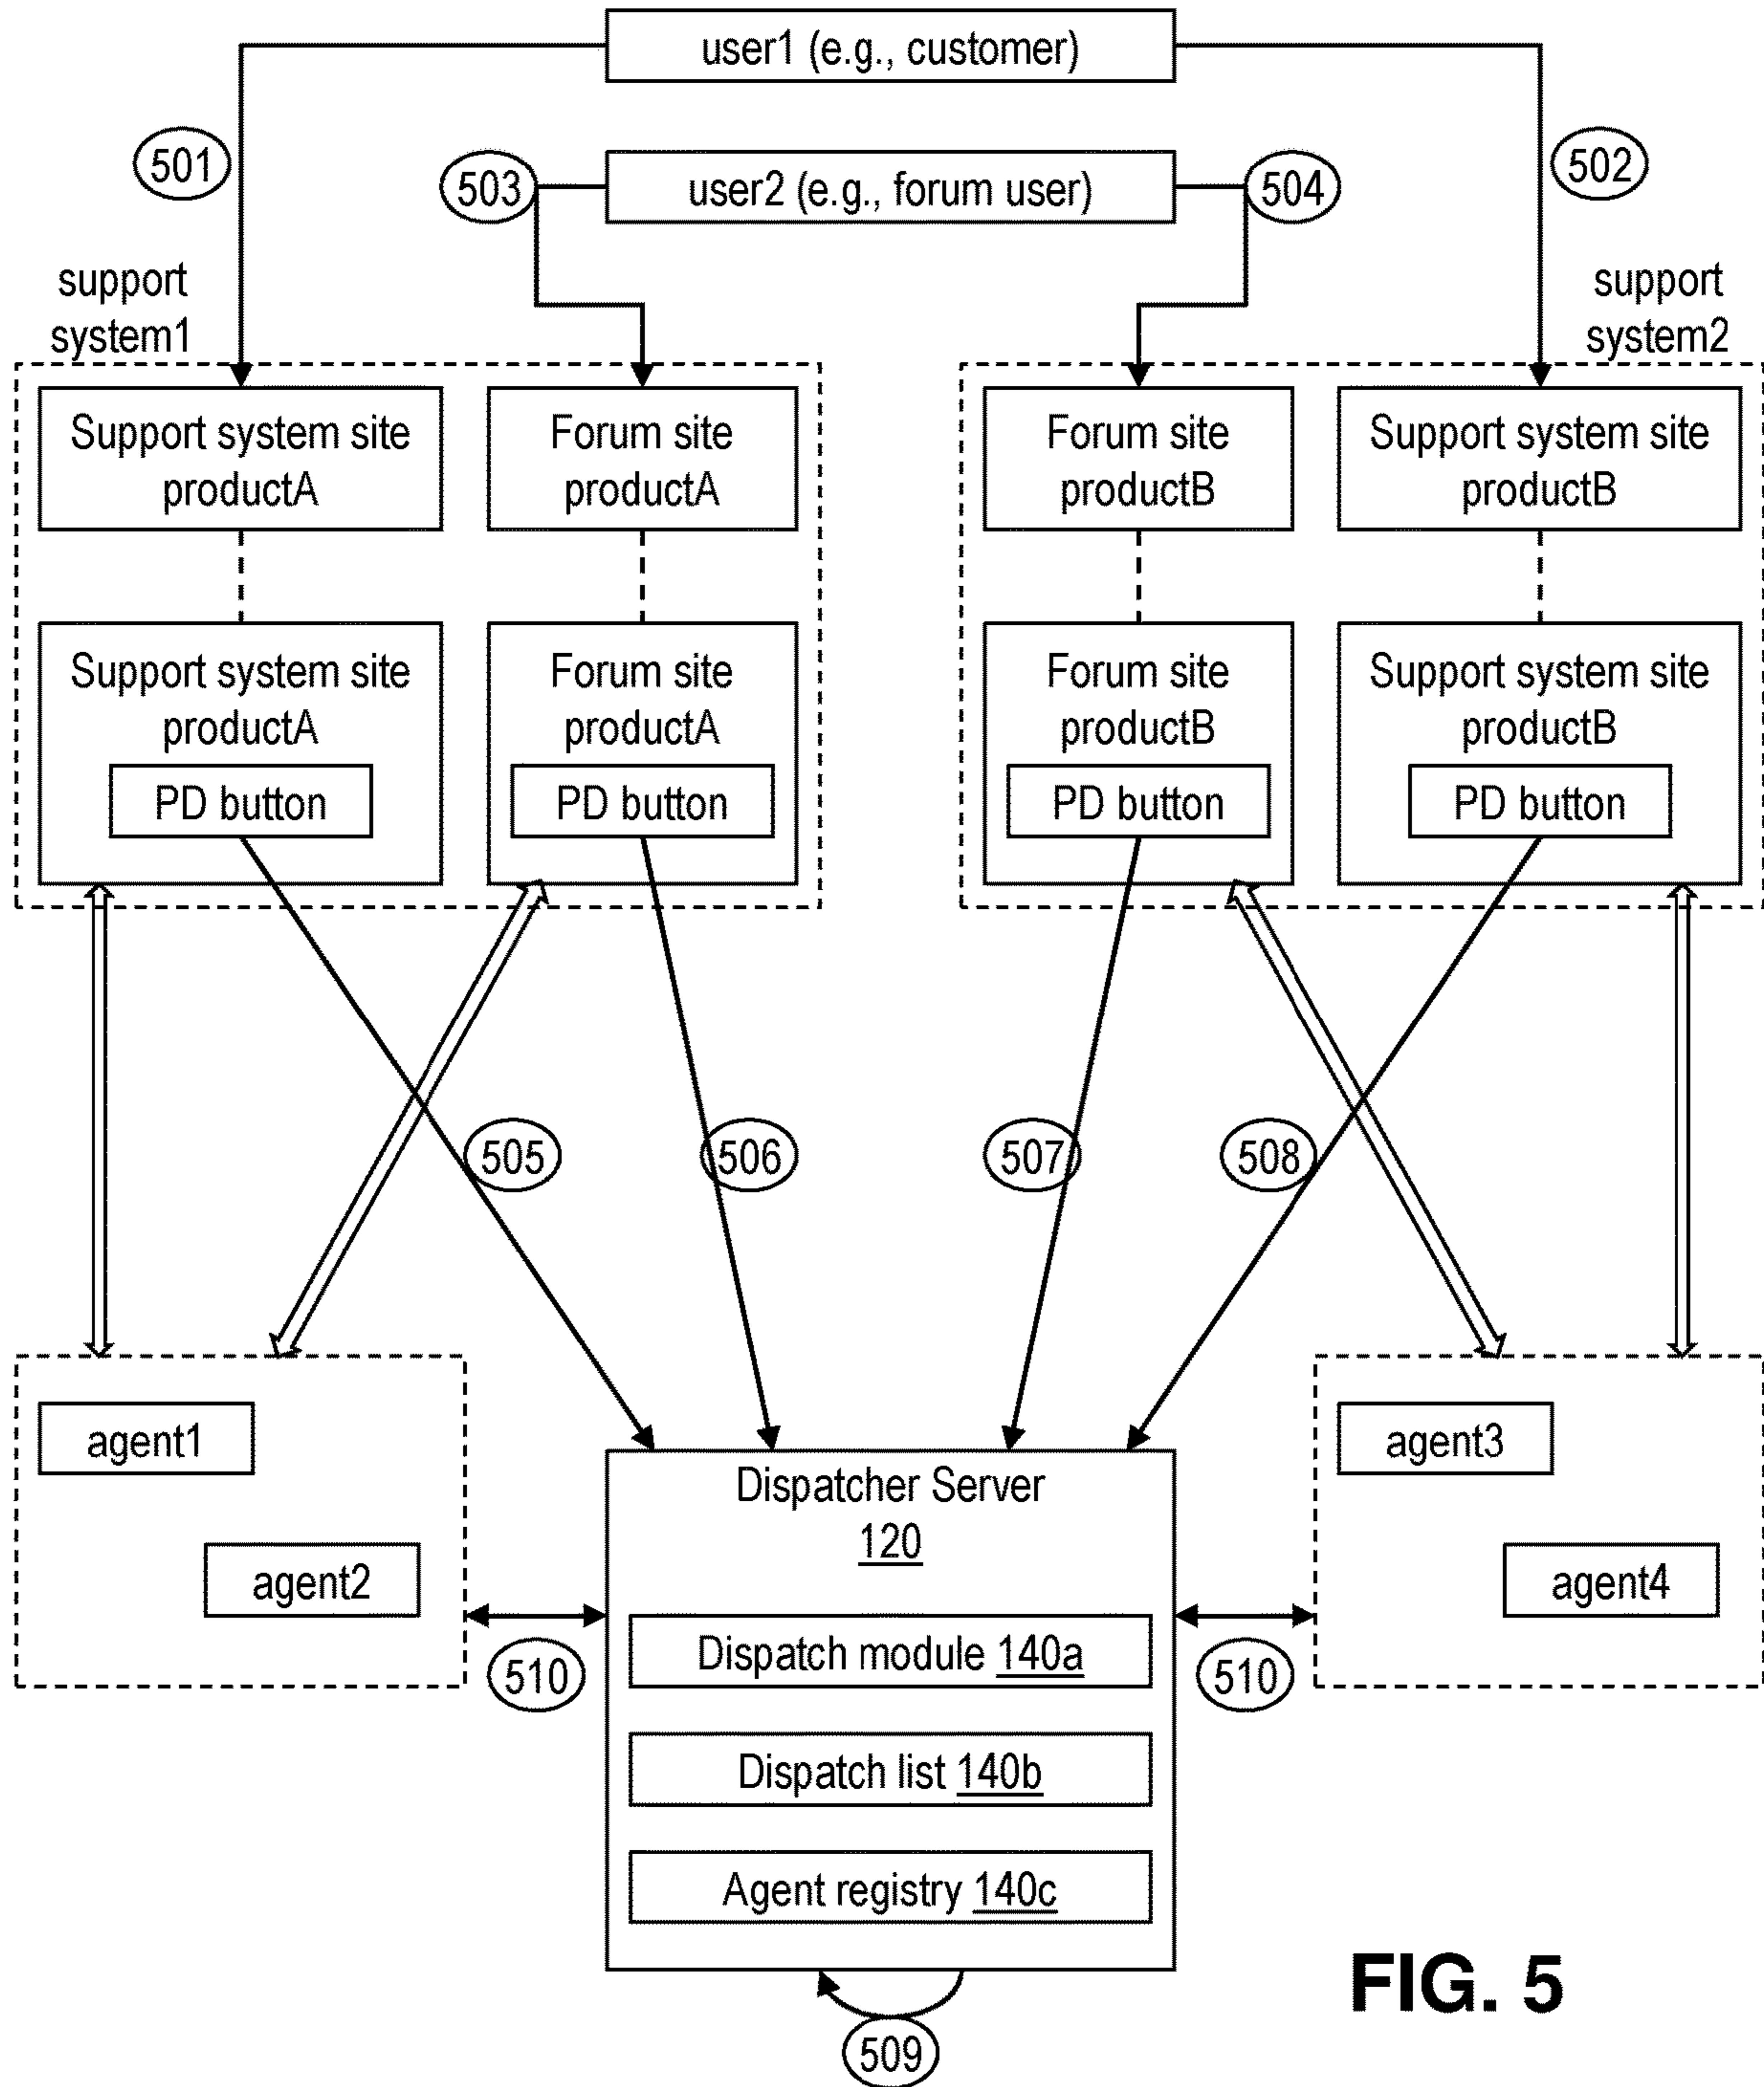 user1 (e.g., customer)
501
502
503
user2 (e.g., forum user)
504
support
system1
support
system2
Support system site
productA
Forum site
productA
Forum site
productB
Support system site
productB
Support system site
productA
PD button
Forum site
productA
PD button
Forum site
productB
PD button
Support system site
productB
PD button
505
506
507
508
agent1
agent2
agent3
agent4
Dispatcher Server
120
510
510
Dispatch module 140a
Dispatch list 140b
Agent registry 140c
509
FIG. 5